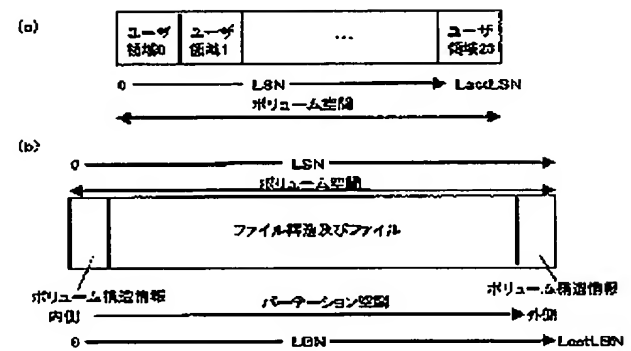 (a)
ユーザ
領域0
ユーザ
領域1
...
ユーザ
領域23
0 LSN LastLSN
ボリューム空間
(b)
0 LSN
ボリューム空間
ファイル構造及びファイル
ボリューム構造情報
ボリューム構造情報
内側
パーテーション空間
外側
0 LBN LastLBN